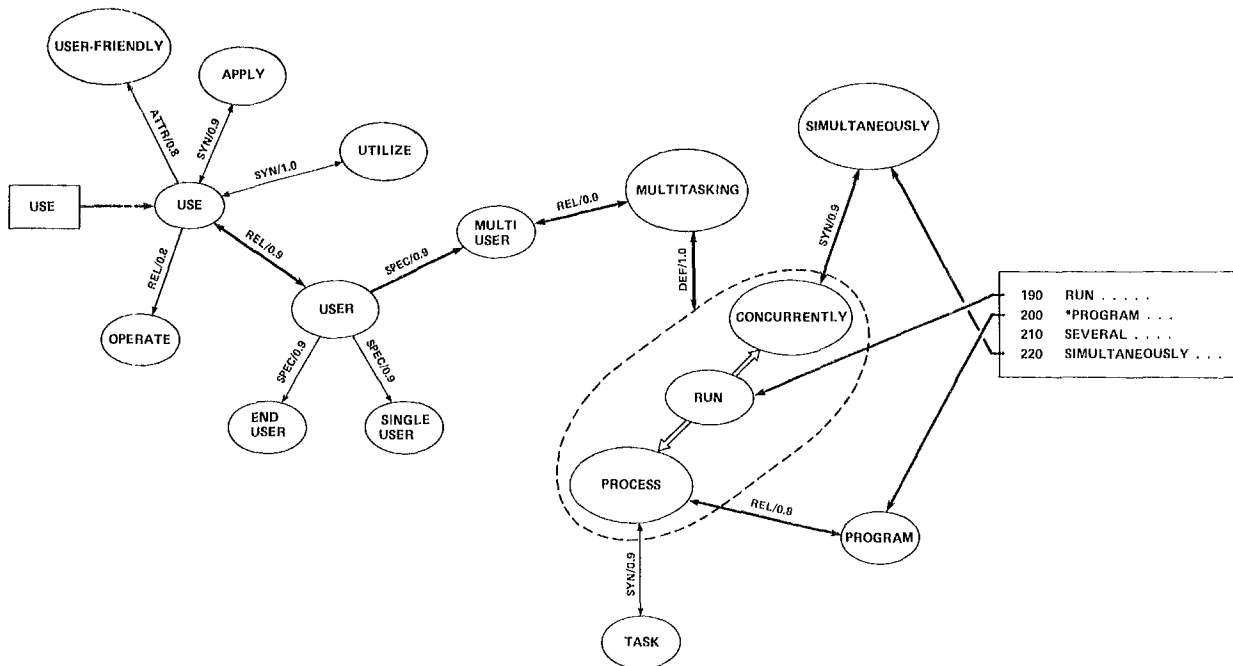 USER-FRIENDLY
APPLY
SIMULTANEOUSLY
ATTR/0.8
SYN/0.9
UTILIZE
SYN/1.0
MULTITASKING
USE
USE
REL/0.9
MULTI
USER
SYN/0.9
REL/0.9
SPEC/0.9
DEF/1.0
REL/0.8
USER
CONCURRENTLY
190 RUN . . . . .
200 *PROGRAM . . .
210 SEVERAL . . . .
220 SIMULTANEOUSLY . . .
OPERATE
SPEC/0.9
SPEC/0.9
RUN
END
USER
SINGLE
USER
PROCESS
REL/0.8
PROGRAM
SYN/0.9
TASK